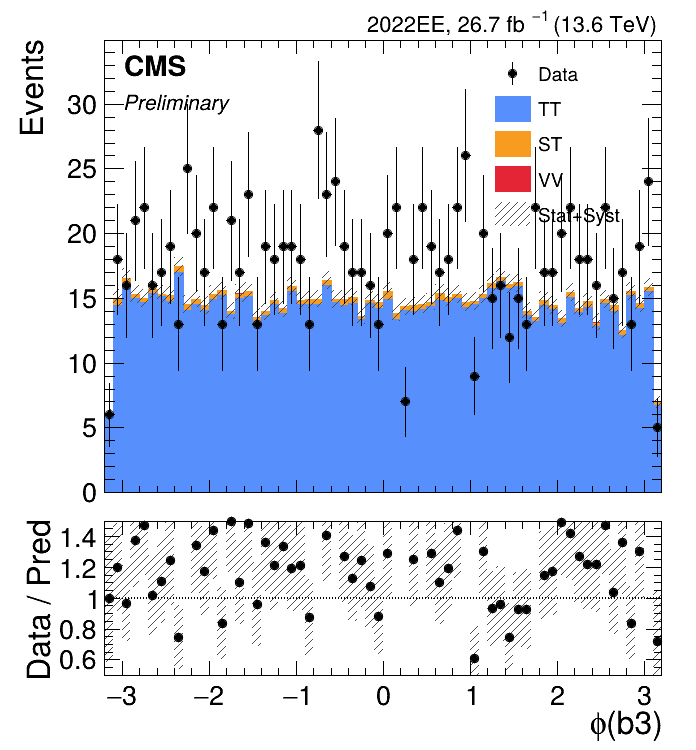 2022EE, 26.7 fb⁻¹ (13.6 TeV)
CMS
Preliminary
Events
Data
TT
ST
VV
Stat+Syst
30
25
20
15
10
5
0
Data / Pred
1.4
1.2
1
0.8
0.6
−3 −2 −1 0 1 2 3
ϕ(b3)